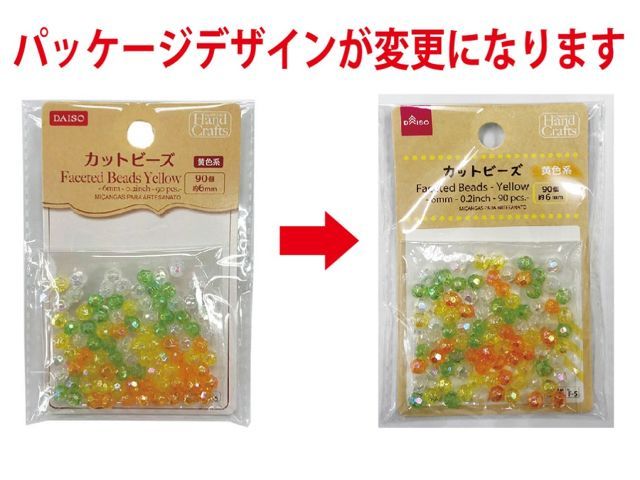 パッケージデザインが変更になります
DAISO
Hand
Crafts
カットビーズ
黄色系
Faceted Beads Yellow
- 6mm - 0.2inch - 90 pcs. -
90個
約6mm
MICANGAS PARA ARTESANATO
DAISO
Hand
Crafts
カットビーズ
黄色系
Faceted Beads - Yellow
- 6mm - 0.2inch - 90 pcs. -
90個
約6mm
MICANGAS PARA ARTESANATO